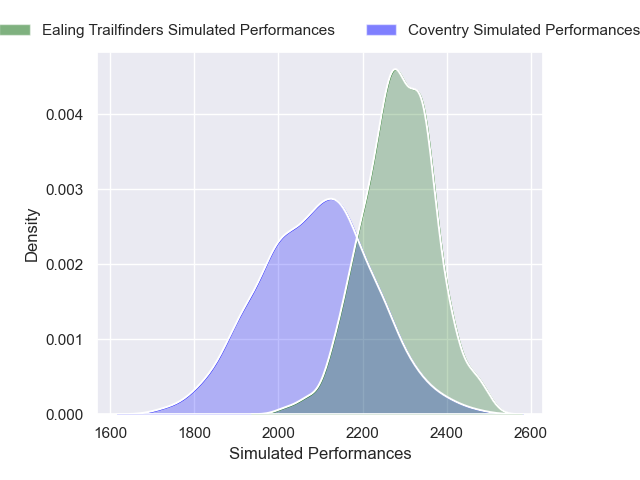 Ealing Trailfinders Simulated Performances
Coventry Simulated Performances
0.004
0.003
0.002
0.001
0.000
Density
1600 1800 2000 2200 2400 2600
Simulated Performances